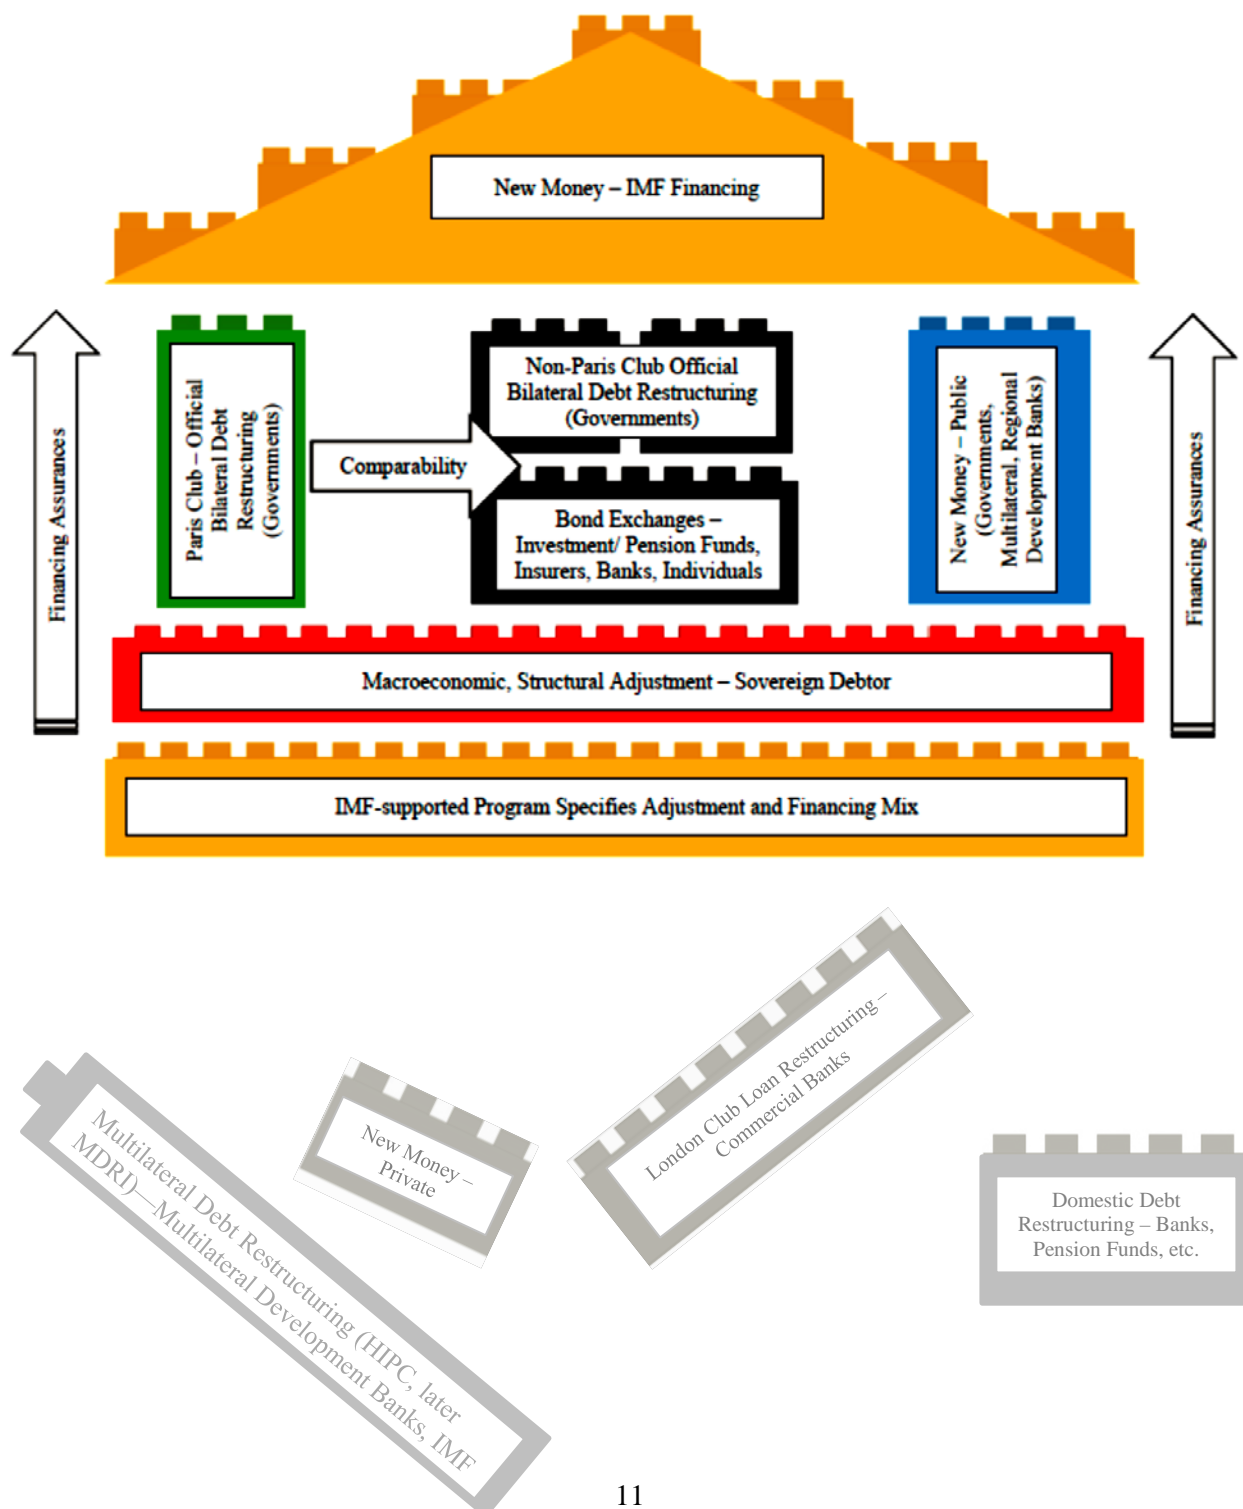 New Money – IMF Financing
Financing Assurances
Paris Club – Official
Bilateral Debt
Restructuring
(Governments)
Comparability
Non-Paris Club Official
Bilateral Debt Restructuring
(Governments)
Bond Exchanges –
Investment/ Pension Funds,
Insurers, Banks, Individuals
New Money – Public
(Governments,
Multilateral, Regional
Development Banks)
Financing Assurances
Macroeconomic, Structural Adjustment – Sovereign Debtor
IMF-supported Program Specifies Adjustment and Financing Mix
Multilateral Debt Restructuring (HIPC, later
MDRI)—Multilateral Development Banks, IMF
New Money –
Private
London Club Loan Restructuring –
Commercial Banks
Domestic Debt
Restructuring – Banks,
Pension Funds, etc.
11